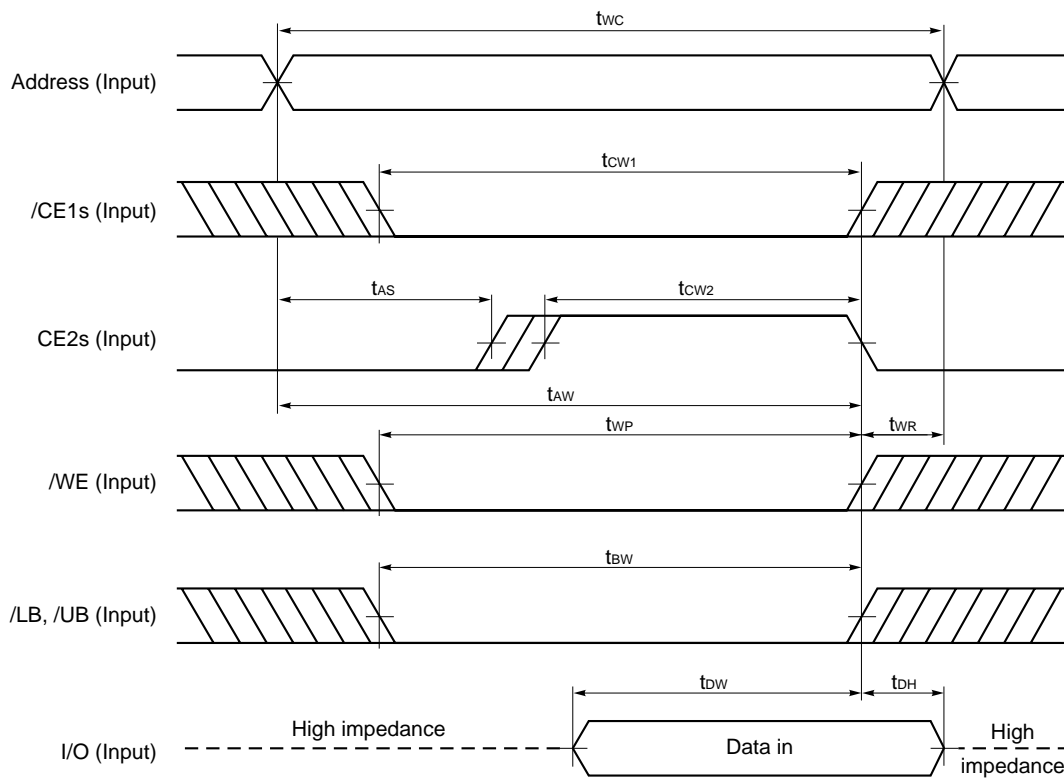 tWC
Address (Input)
tCW1
/CE1s (Input)
tAS
tCW2
CE2s (Input)
tAW
tWP
tWR
/WE (Input)
tBW
/LB, /UB (Input)
tDW
tDH
High impedance
Data in
High
impedance
I/O (Input)